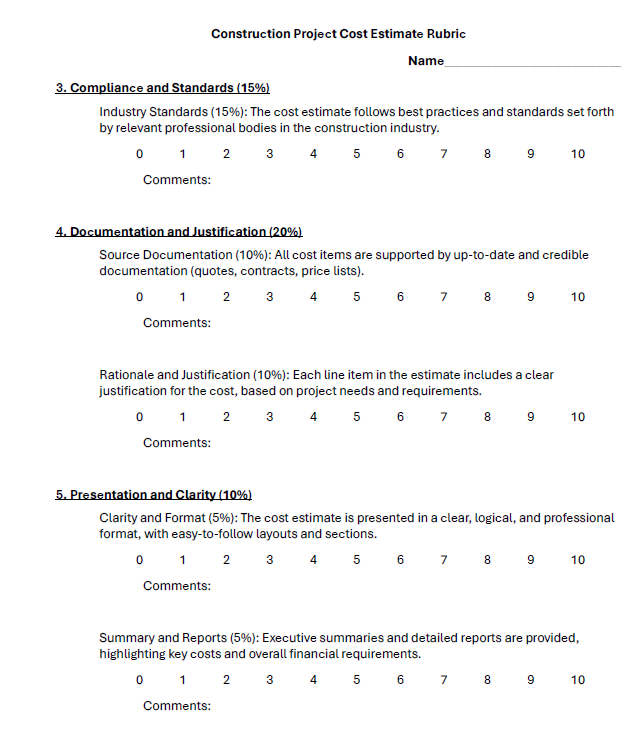 Construction Project Cost Estimate Rubric
Name
3. Compliance and Standards (15%)
Industry Standards (15%): The cost estimate follows best practices and standards set forth
by relevant professional bodies in the construction industry.
0 1 2 3 4 5 6 7 8 9 10
Comments:
4. Documentation and Justification (20%)
Source Documentation (10%): All cost items are supported by up-to-date and credible
documentation (quotes, contracts, price lists).
0 1 2 3 4 5 6 7 8 9 10
Comments:
Rationale and Justification (10%): Each line item in the estimate includes a clear
justification for the cost, based on project needs and requirements.
0 1 2 3 4 5 6 7 8 9 10
Comments:
5. Presentation and Clarity (10%)
Clarity and Format (5%): The cost estimate is presented in a clear, logical, and professional
format, with easy-to-follow layouts and sections.
0 1 2 3 4 5 6 7 8 9 10
Comments:
Summary and Reports (5%): Executive summaries and detailed reports are provided,
highlighting key costs and overall financial requirements.
0 1 2 3 4 5 6 7 8 9 10
Comments: